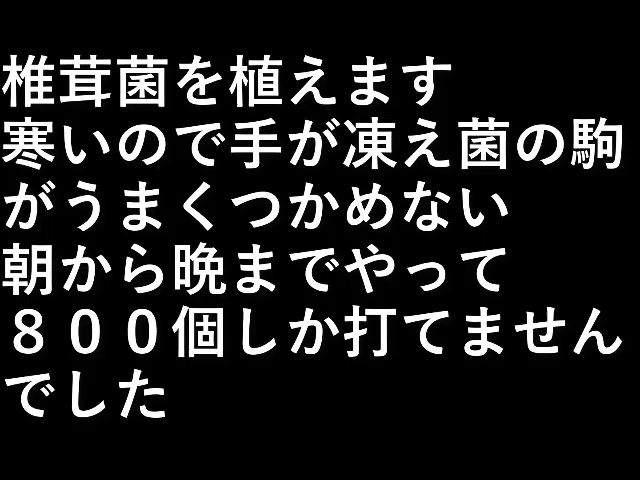 椎茸菌を植えます
寒いので手が凍え菌の駒
がうまくつかめない
朝から晩までやって
８００個しか打てません
でした